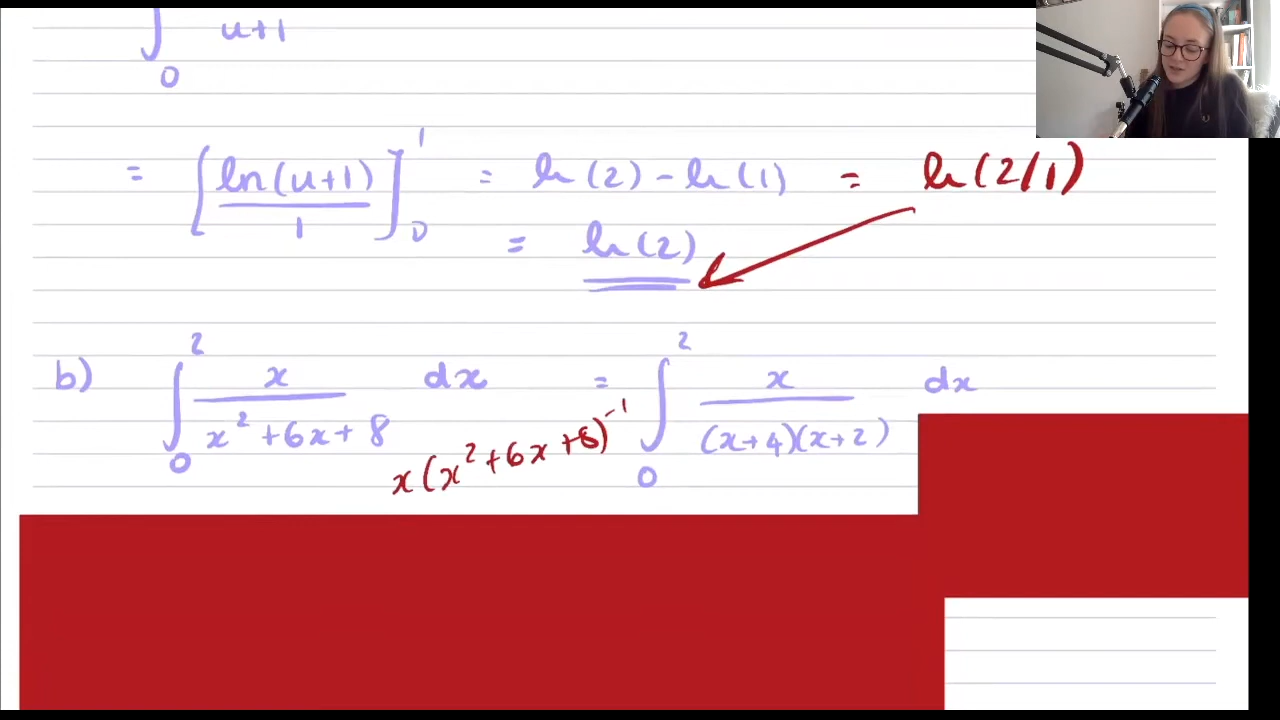 ∫₀ u+1
= [ln(u+1)/1]₀¹ = ln(2) - ln(1) = ln(2/1)
= ln(2)
b) ∫₀² x/(x²+6x+8) dx = ∫₀² x/((x+4)(x+2)) dx
x(x²+6x+8)⁻¹